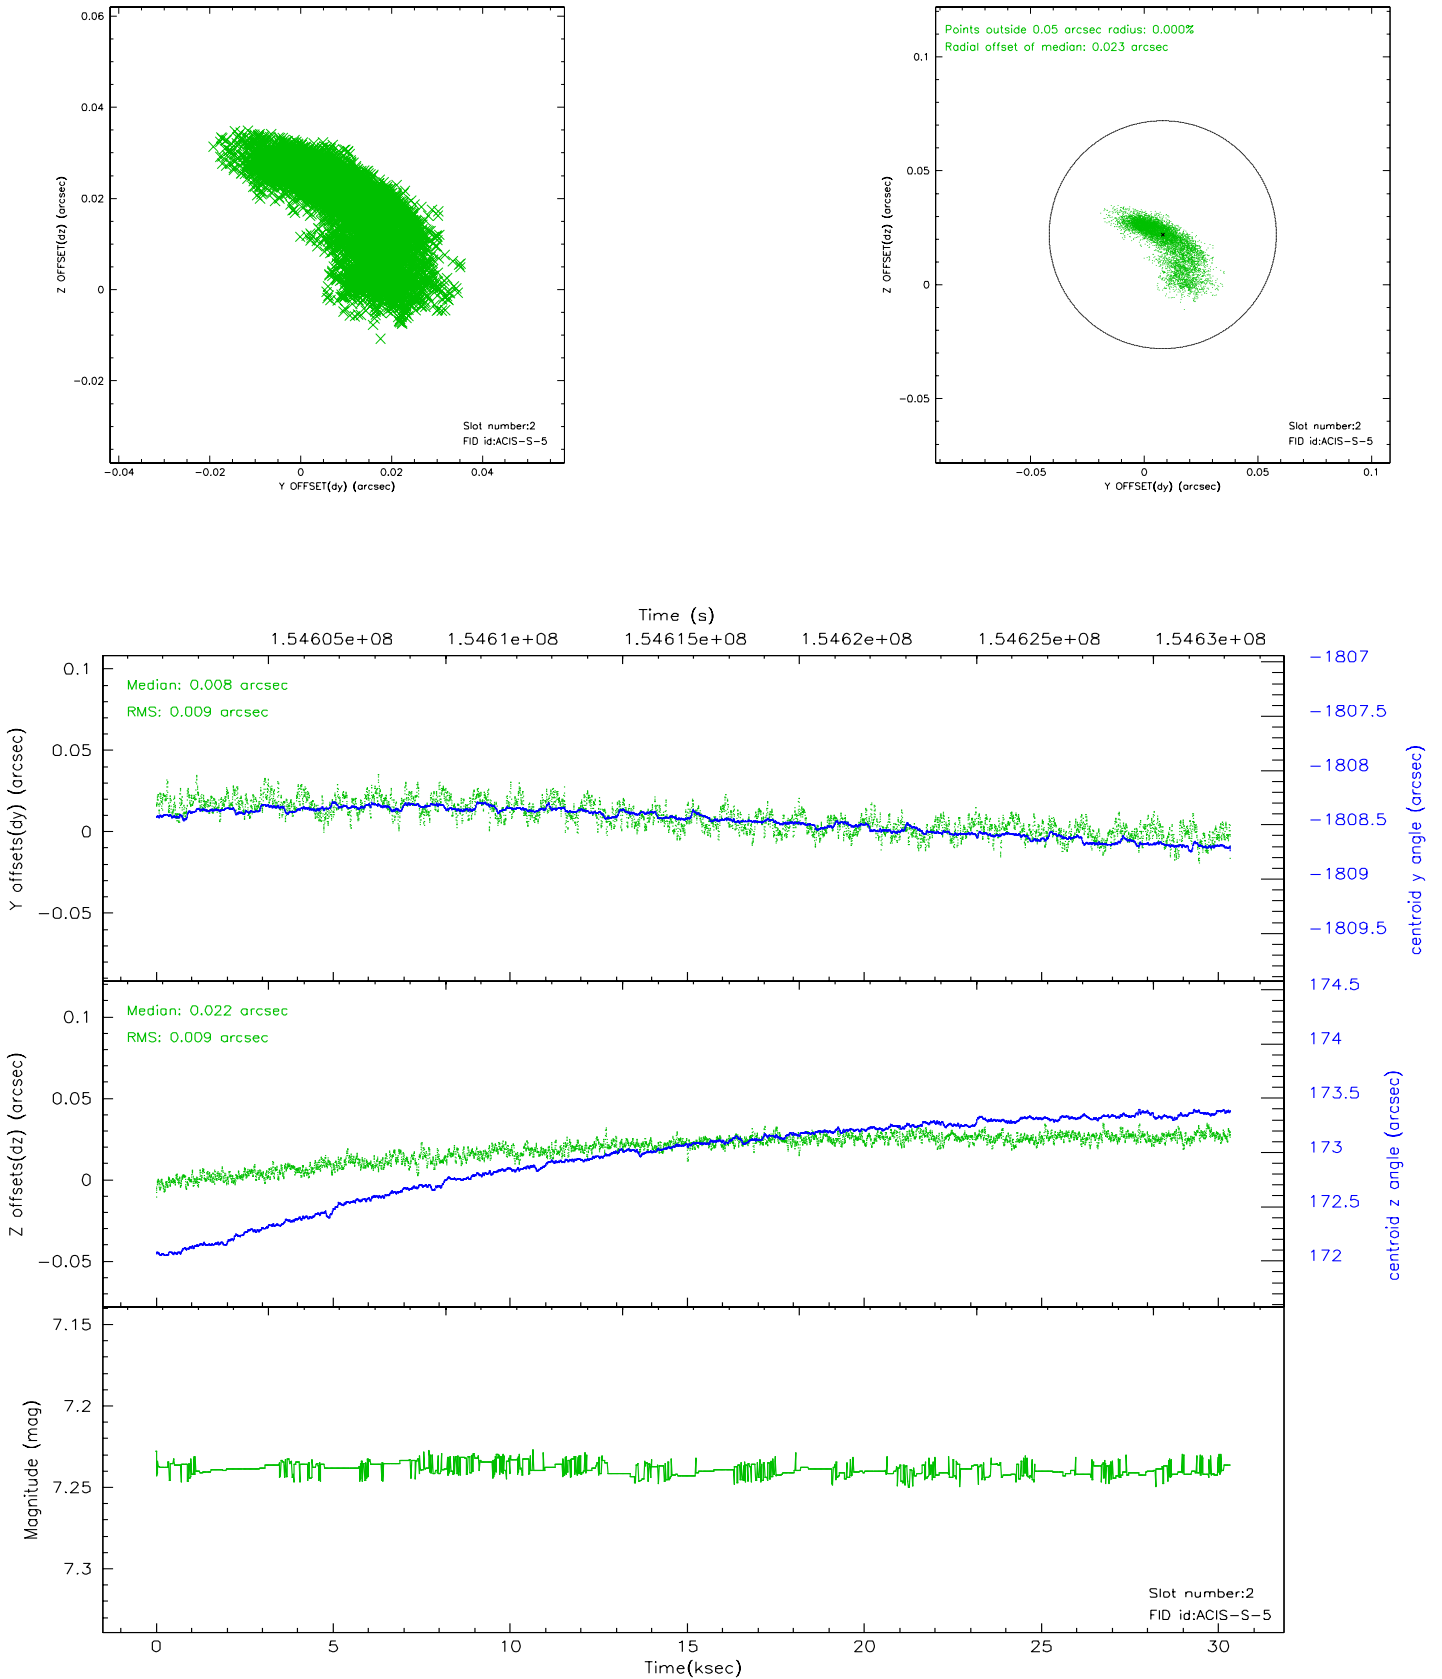 0.06
0.04
0.02
0
−0.02
Z OFFSET(dz) (arcsec)
−0.04
−0.02
0
0.02
0.04
Y OFFSET(dy) (arcsec)
Slot number:2
FID id:ACIS−S−5
Points outside 0.05 arcsec radius: 0.000%
Radial offset of median: 0.023 arcsec
0.1
0.05
0
−0.05
Z OFFSET(dz) (arcsec)
−0.05
0
0.05
0.1
Y OFFSET(dy) (arcsec)
Slot number:2
FID id:ACIS−S−5
Time (s)
1.54605e+08
1.5461e+08
1.54615e+08
1.5462e+08
1.54625e+08
1.5463e+08
Median: 0.008 arcsec
RMS: 0.009 arcsec
0.1
0.05
0
−0.05
Y offsets(dy) (arcsec)
−1807
−1807.5
−1808
−1808.5
−1809
−1809.5
centroid y angle (arcsec)
Median: 0.022 arcsec
RMS: 0.009 arcsec
0.1
0.05
0
−0.05
Z offsets(dz) (arcsec)
174.5
174
173.5
173
172.5
172
centroid z angle (arcsec)
7.15
7.2
7.25
7.3
Magnitude (mag)
Slot number:2
FID id:ACIS−S−5
0
5
10
15
20
25
30
Time(ksec)